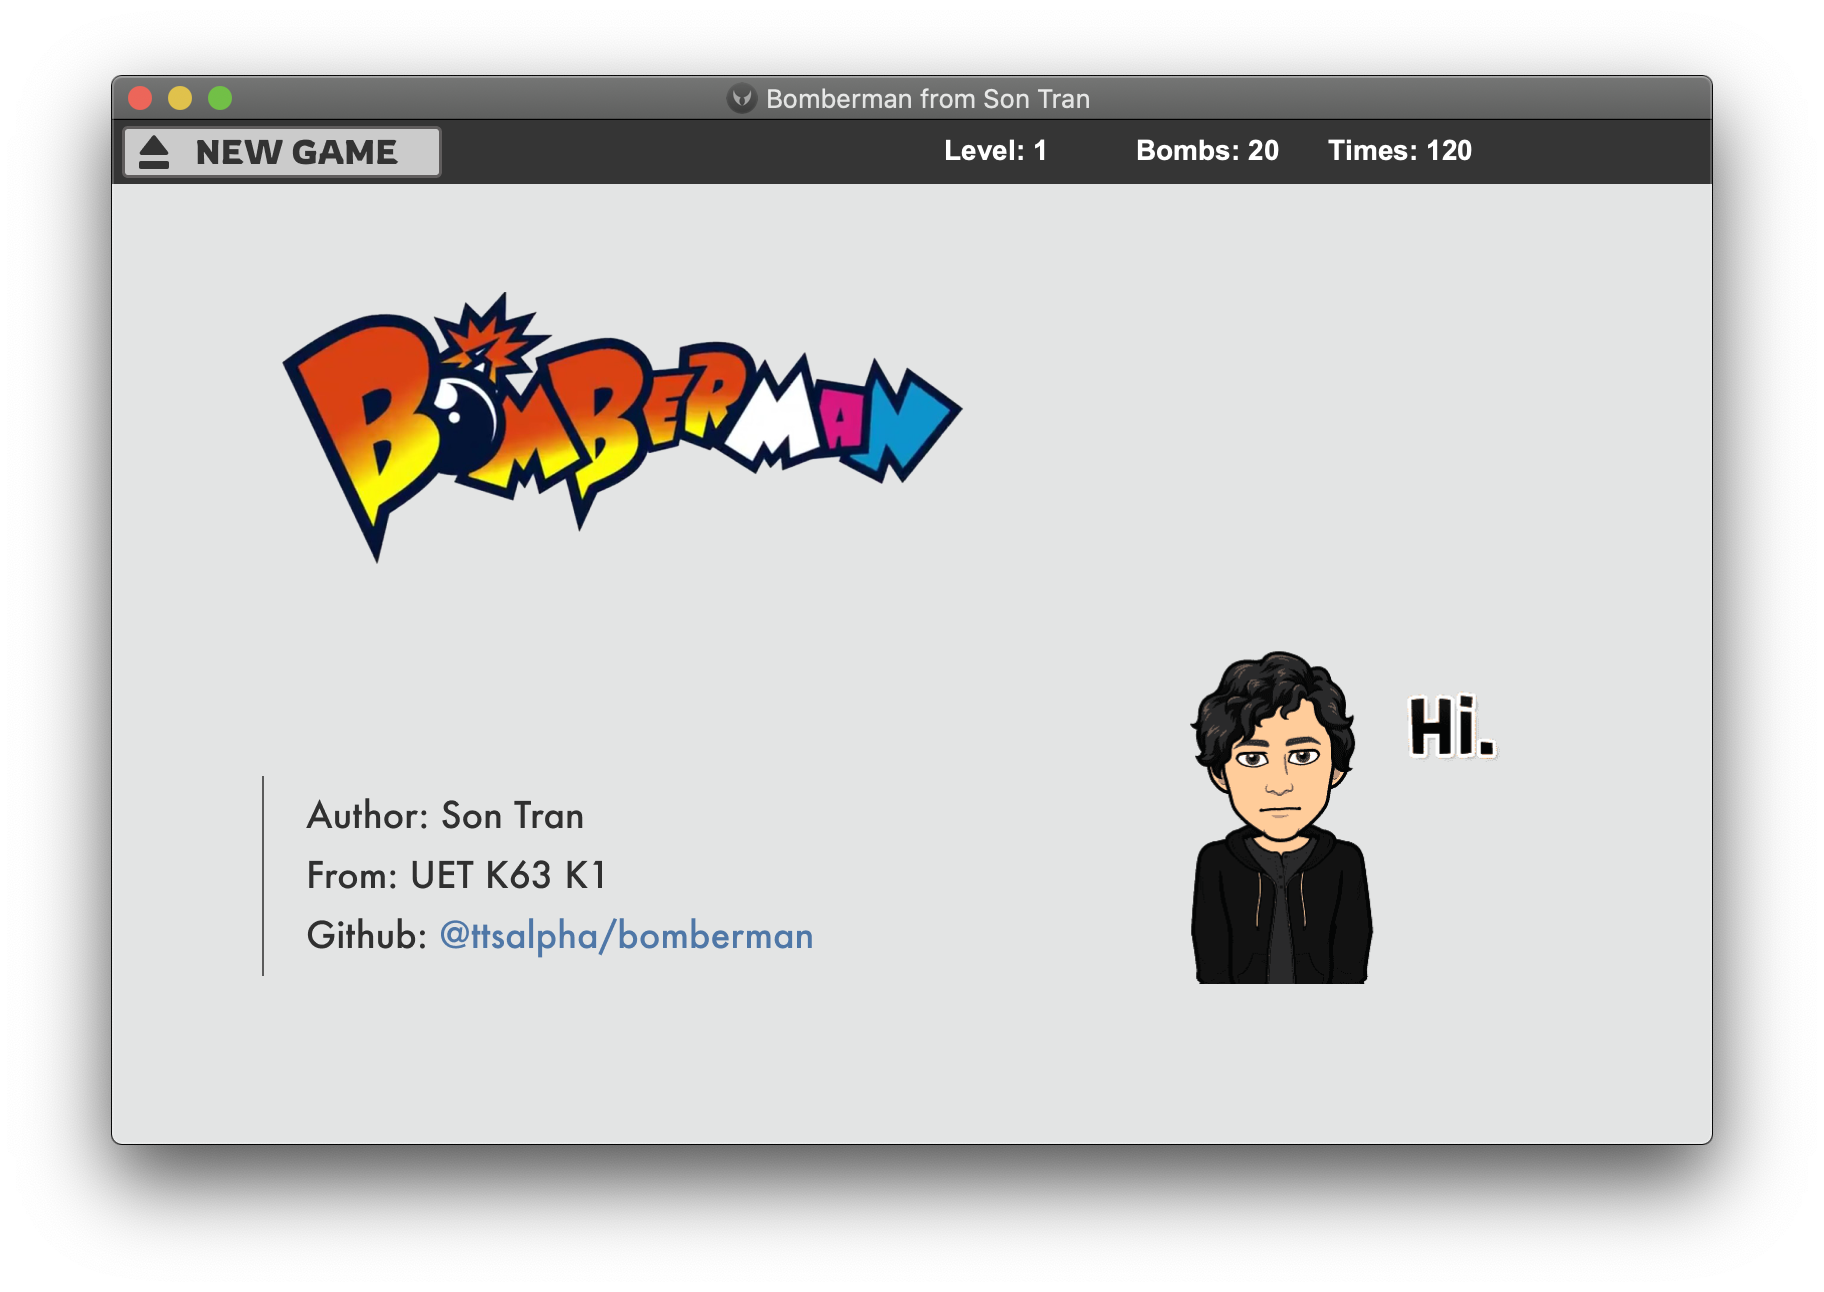 Bomberman from Son Tran
NEW GAME Level: 1 Bombs: 20 Times: 120
BOMBERMAN
Hi.
Author: Son Tran
From: UET K63 K1
Github: @ttsalpha/bomberman